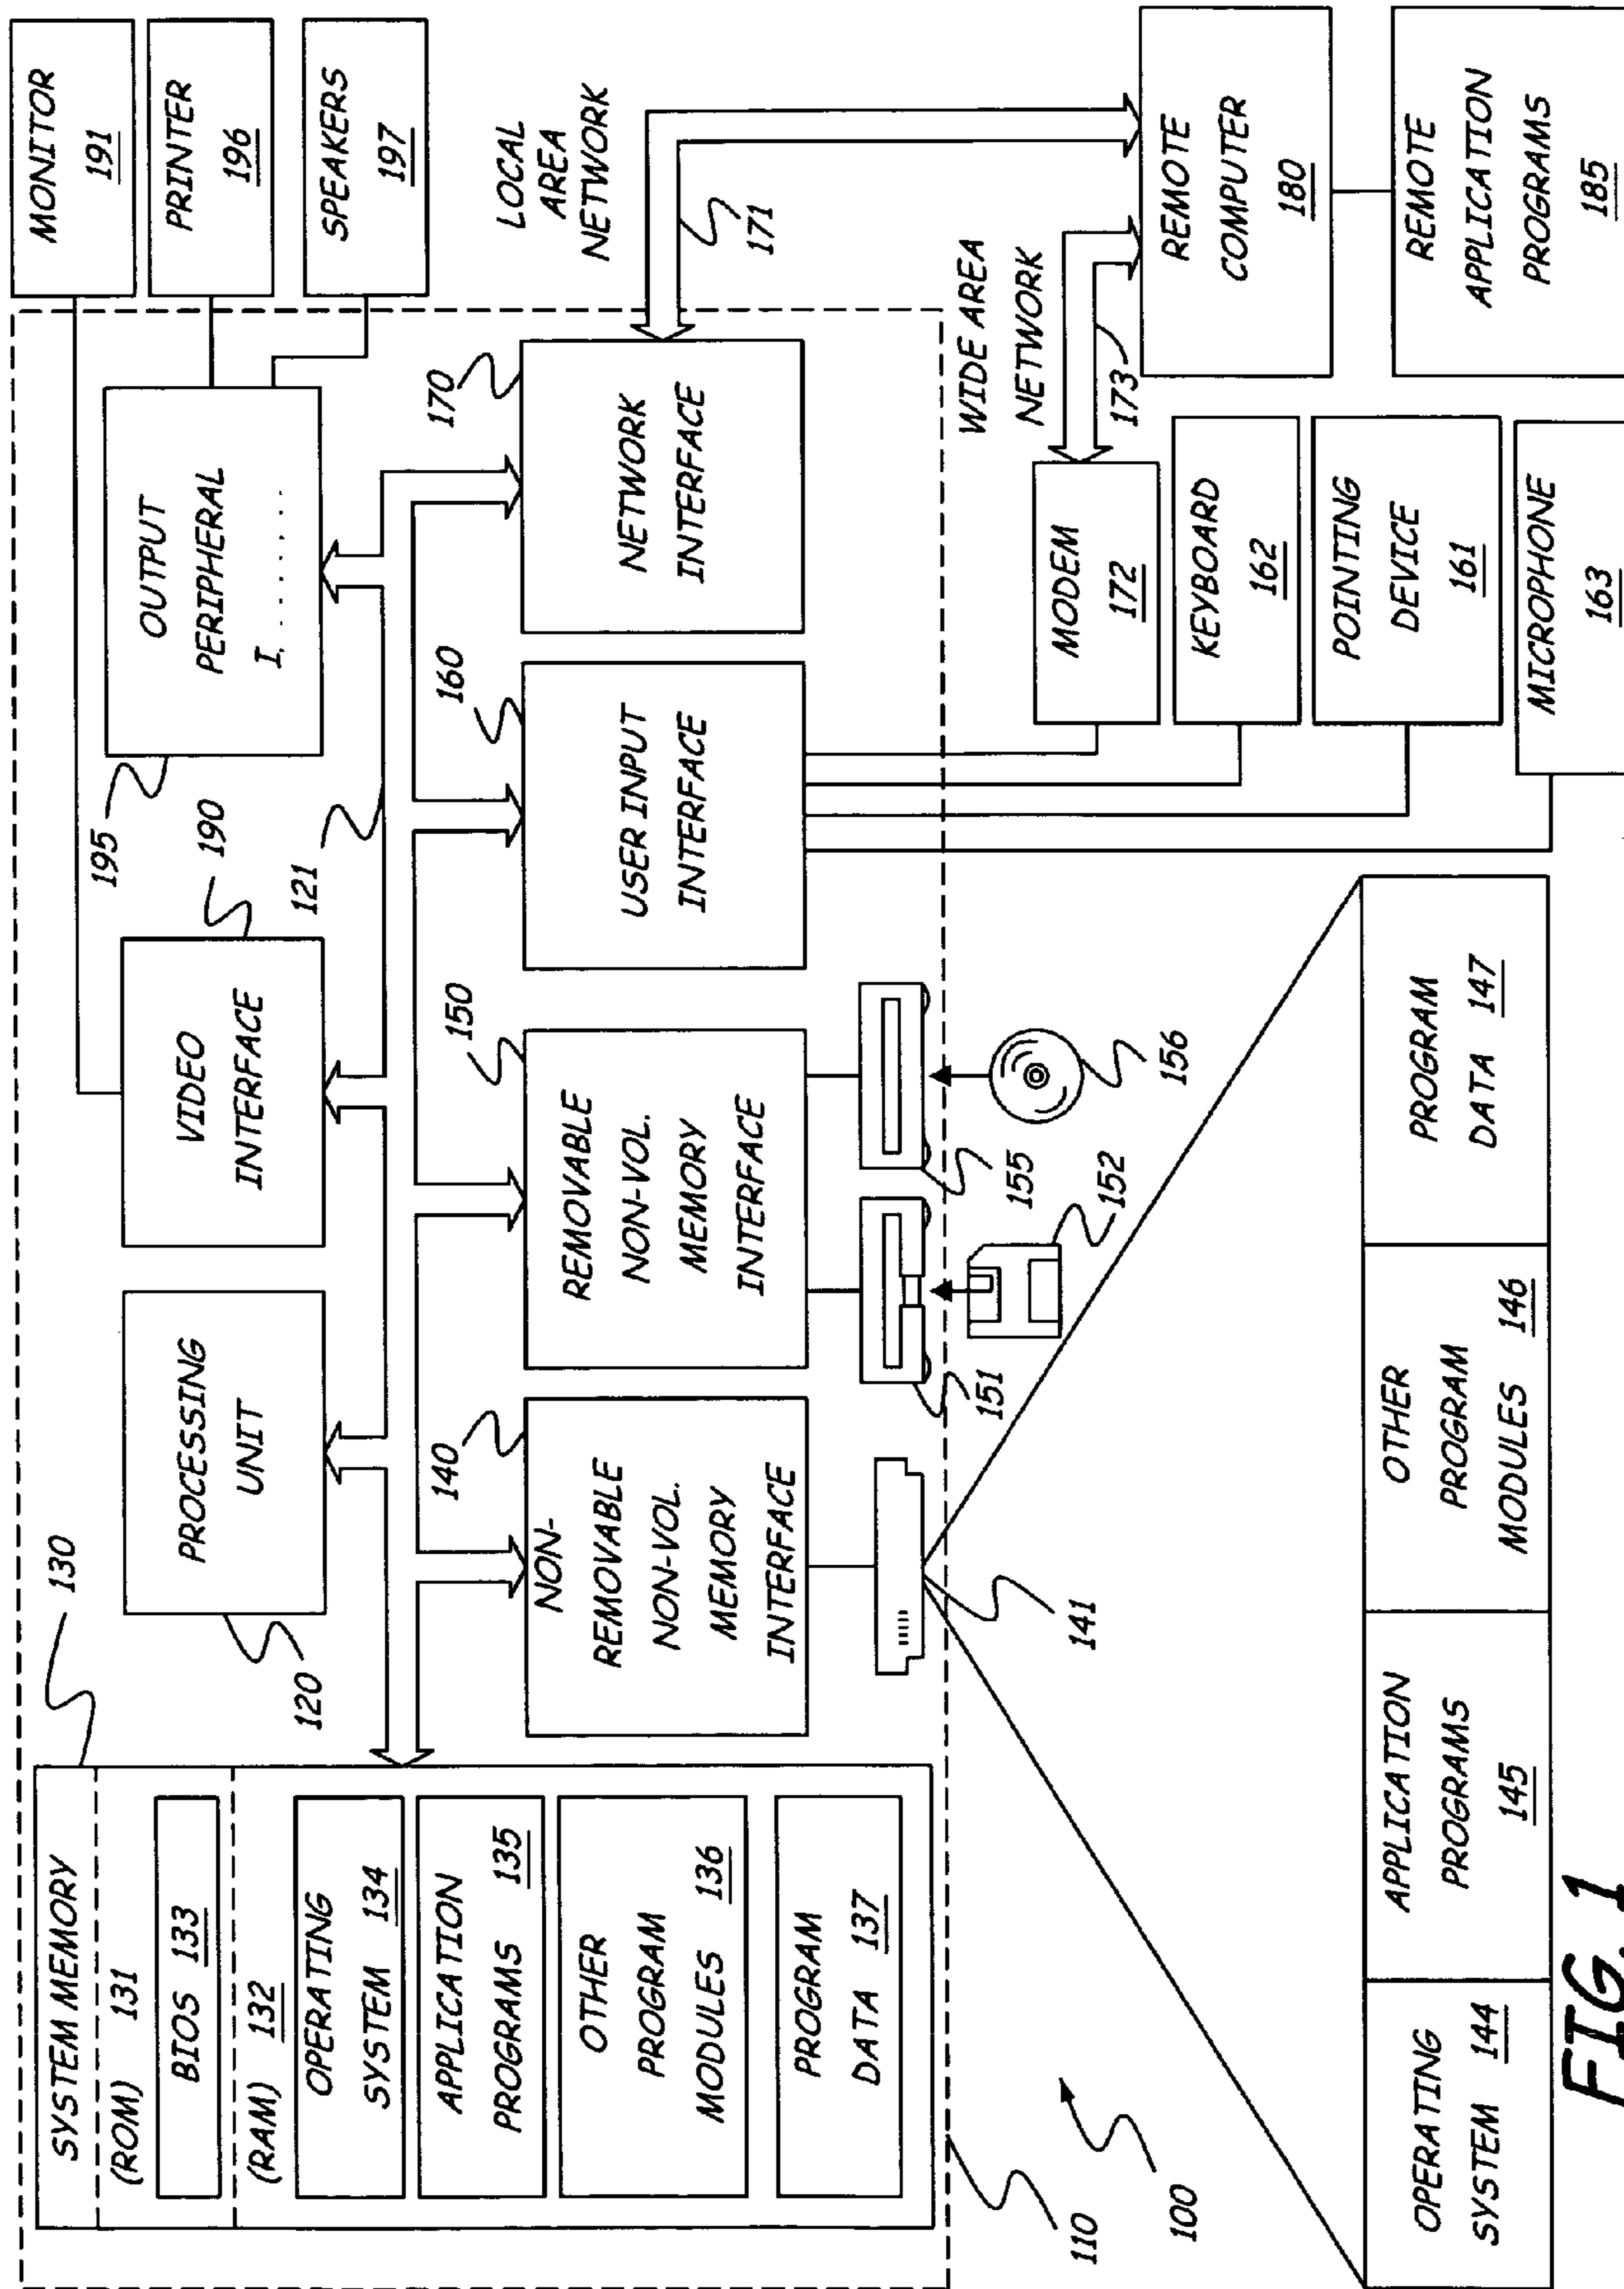 SYSTEM MEMORY
(ROM) 131
BIOS 133
(RAM) 132
OPERATING
SYSTEM 134
APPLICATION
PROGRAMS 135
OTHER
PROGRAM
MODULES 136
PROGRAM
DATA 137
130
PROCESSING
UNIT
120
VIDEO
INTERFACE
190
OUTPUT
PERIPHERAL
195
MONITOR
191
PRINTER
196
SPEAKERS
197
121
140
NON-
REMOVABLE
NON-VOL.
MEMORY
INTERFACE
150
REMOVABLE
NON-VOL.
MEMORY
INTERFACE
160
USER INPUT
INTERFACE
170
NETWORK
INTERFACE
LOCAL
AREA
NETWORK
171
WIDE AREA
NETWORK
173
141
151
152
155
156
MODEM
172
KEYBOARD
162
POINTING
DEVICE
161
MICROPHONE
163
REMOTE
COMPUTER
180
REMOTE
APPLICATION
PROGRAMS
185
110
100
OPERATING
SYSTEM 144
APPLICATION
PROGRAMS
145
OTHER
PROGRAM
MODULES 146
PROGRAM
DATA 147
FIG. 1